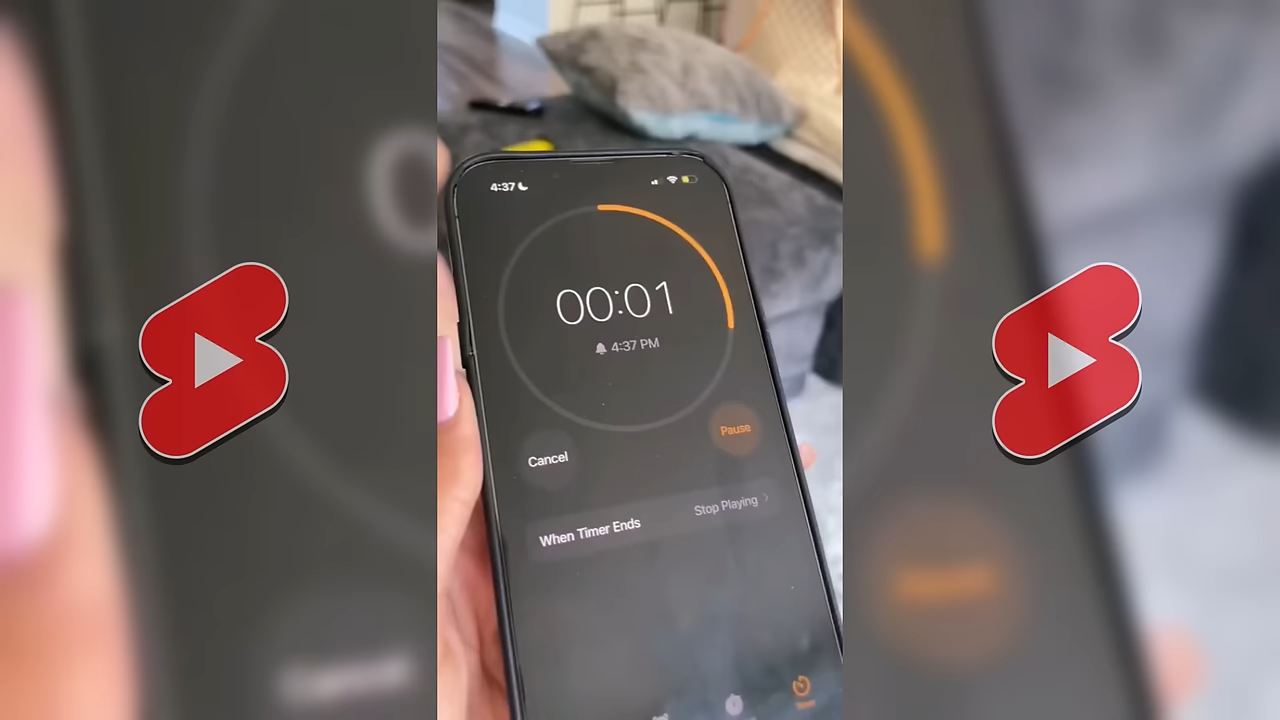 4:37
00:01
4:37 PM
Pause
Cancel
When Timer Ends
Stop Playing